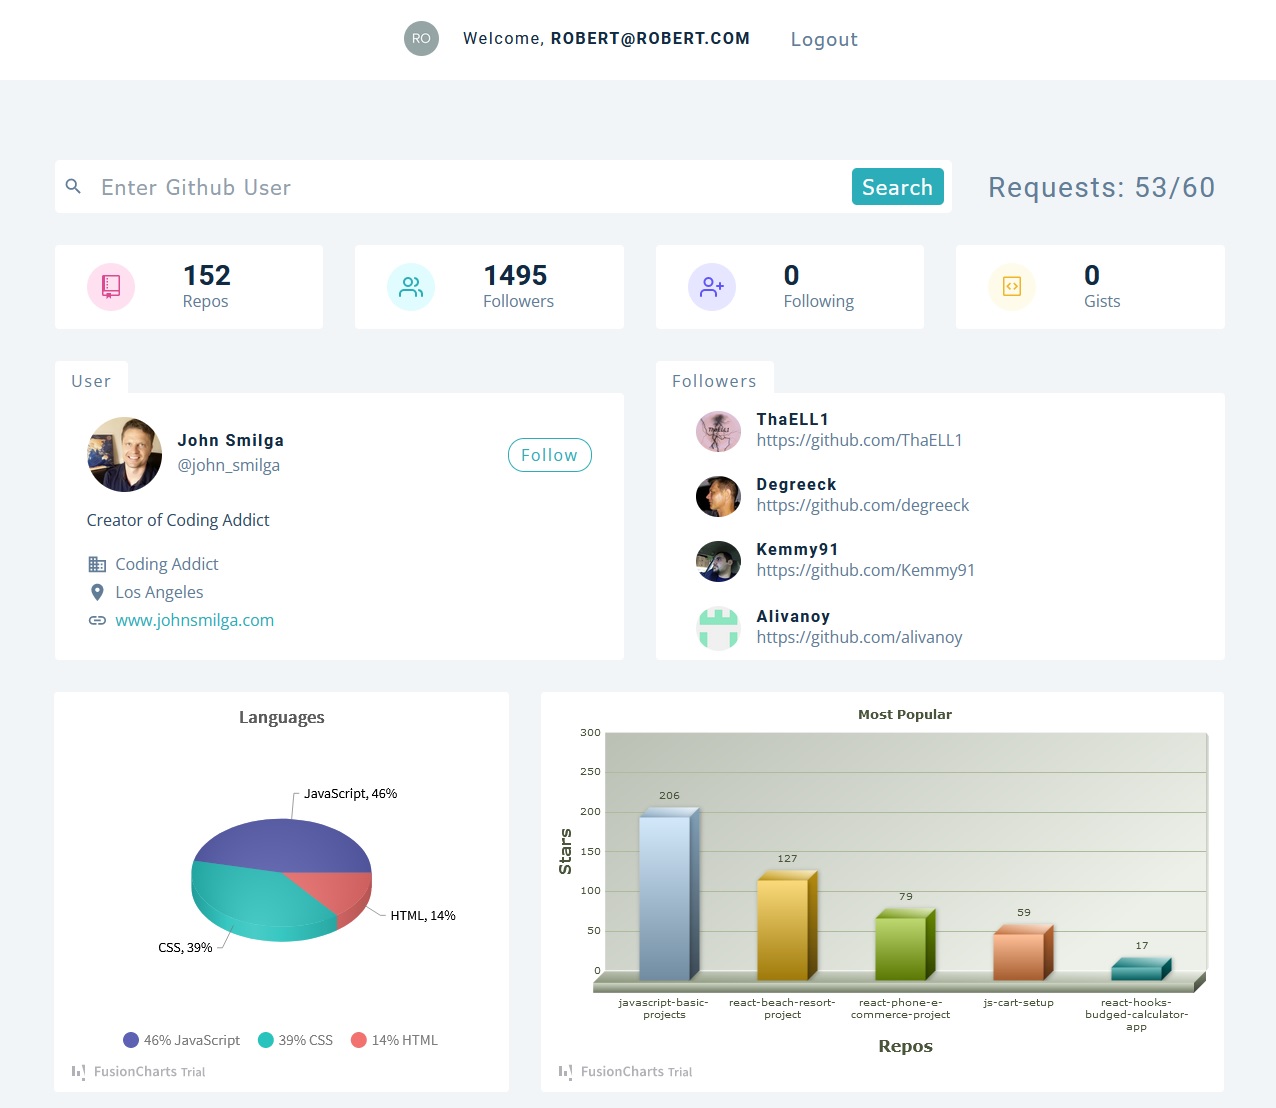 RO Welcome, ROBERT@ROBERT.COM Logout
Enter Github User Search Requests: 53/60
152
Repos
1495
Followers
0
Following
0
Gists
User
John Smilga
@john_smilga
Follow
Creator of Coding Addict
Coding Addict
Los Angeles
www.johnsmilga.com
Followers
ThaELL1
https://github.com/ThaELL1
Degreeck
https://github.com/degreeck
Kemmy91
https://github.com/Kemmy91
Alivanoy
https://github.com/alivanoy
Languages
JavaScript, 46%
HTML, 14%
CSS, 39%
46% JavaScript 39% CSS 14% HTML
FusionCharts Trial
Most Popular
Stars
300
250
200
150
100
50
0
206
127
79
59
17
javascript-basic-
projects
react-beach-resort-
project
react-phone-e-
commerce-project
js-cart-setup
react-hooks-
budged-calculator-
app
Repos
FusionCharts Trial